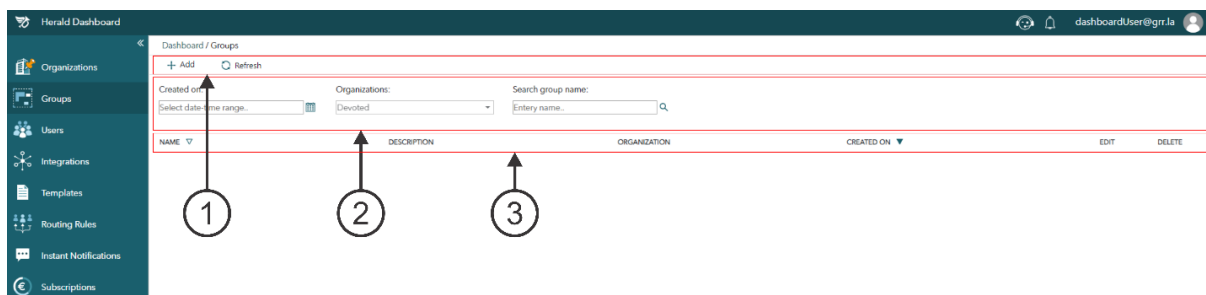 Herald Dashboard
dashboardUser@grr.la
Dashboard / Groups
Organizations
Groups
Users
Integrations
Templates
Routing Rules
Instant Notifications
Subscriptions
+ Add Refresh
Created on: Organizations: Search group name:
Select date-time range.. Devoted Entery name..
NAME DESCRIPTION ORGANIZATION CREATED ON EDIT DELETE
1 2 3